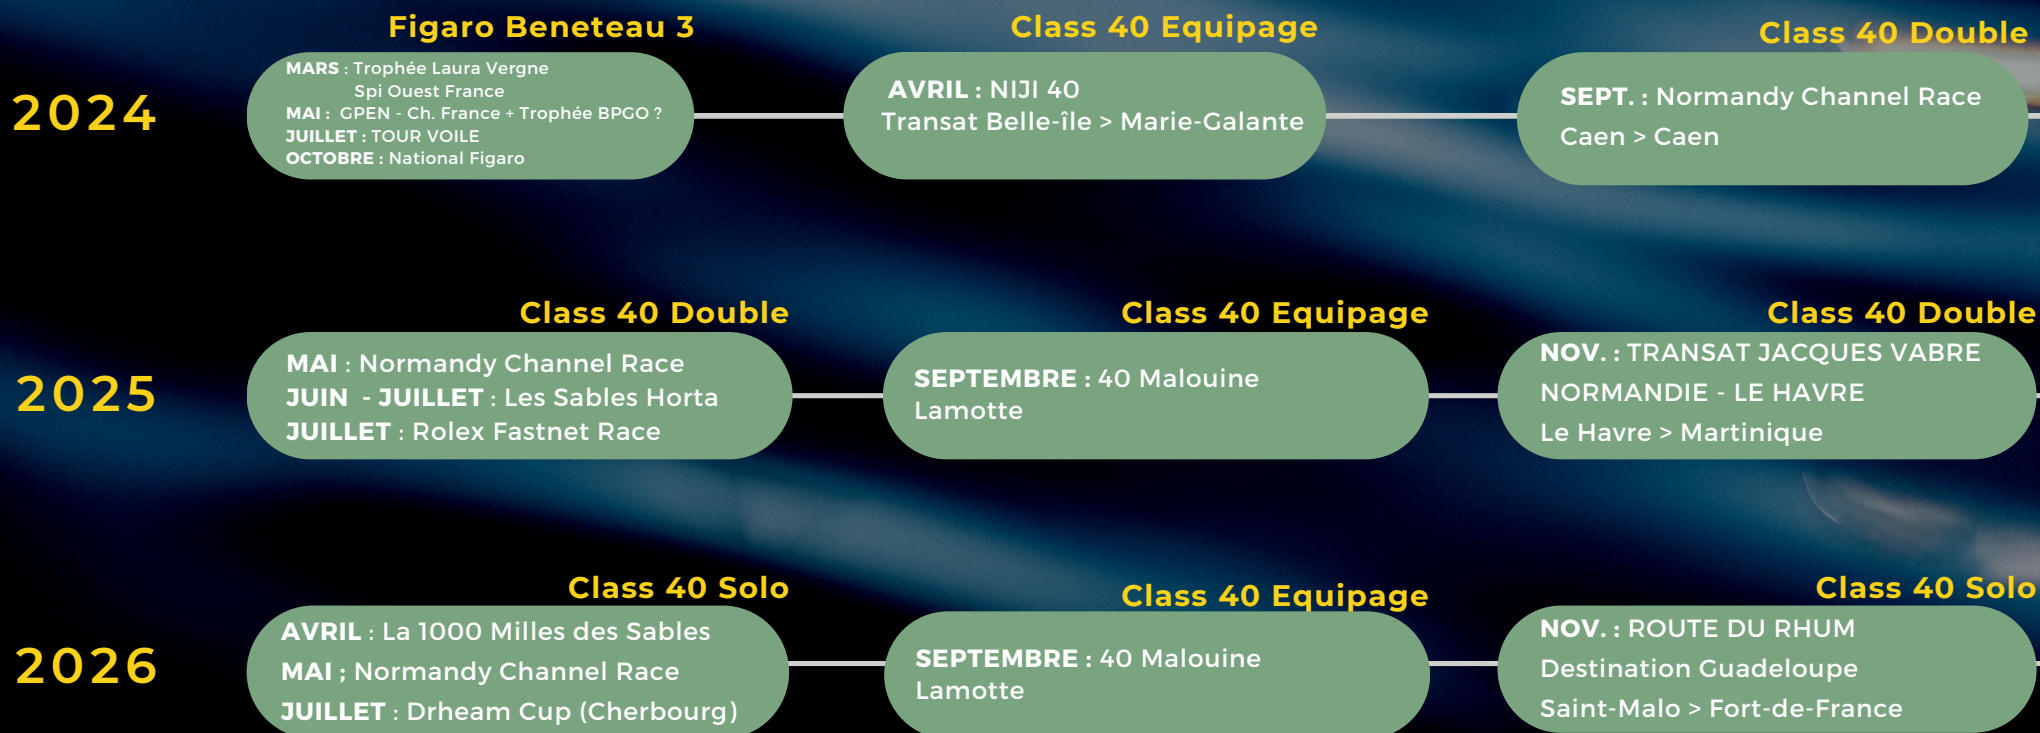 2024
Figaro Beneteau 3
MARS : Trophée Laura Vergne
Spi Ouest France
MAI : GPEN - Ch. France + Trophée BPGO ?
JUILLET : TOUR VOILE
OCTOBRE : National Figaro
Class 40 Equipage
AVRIL : NIJI 40
Transat Belle-île > Marie-Galante
Class 40 Double
SEPT. : Normandy Channel Race
Caen > Caen
2025
Class 40 Double
MAI : Normandy Channel Race
JUIN - JUILLET : Les Sables Horta
JUILLET : Rolex Fastnet Race
Class 40 Equipage
SEPTEMBRE : 40 Malouine
Lamotte
Class 40 Double
NOV. : TRANSAT JACQUES VABRE
NORMANDIE - LE HAVRE
Le Havre > Martinique
2026
Class 40 Solo
AVRIL : La 1000 Milles des Sables
MAI ; Normandy Channel Race
JUILLET : Drheam Cup (Cherbourg)
Class 40 Equipage
SEPTEMBRE : 40 Malouine
Lamotte
Class 40 Solo
NOV. : ROUTE DU RHUM
Destination Guadeloupe
Saint-Malo > Fort-de-France